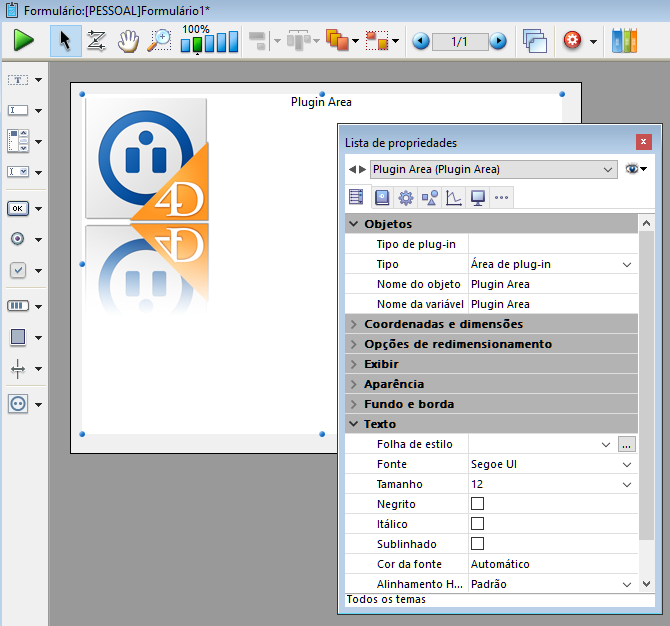 Formulário:[PESSOAL]Formulário1*
100%
1/1
Plugin Area
4D
4D
OK
Lista de propriedades
Plugin Area (Plugin Area)
Objetos
Tipo de plug-in
Tipo Área de plug-in
Nome do objeto Plugin Area
Nome da variável Plugin Area
Coordenadas e dimensões
Opções de redimensionamento
Exibir
Aparência
Fundo e borda
Texto
Folha de estilo ...
Fonte Segoe UI
Tamanho 12
Negrito
Itálico
Sublinhado
Cor da fonte Automático
Alinhamento H... Padrão
Todos os temas